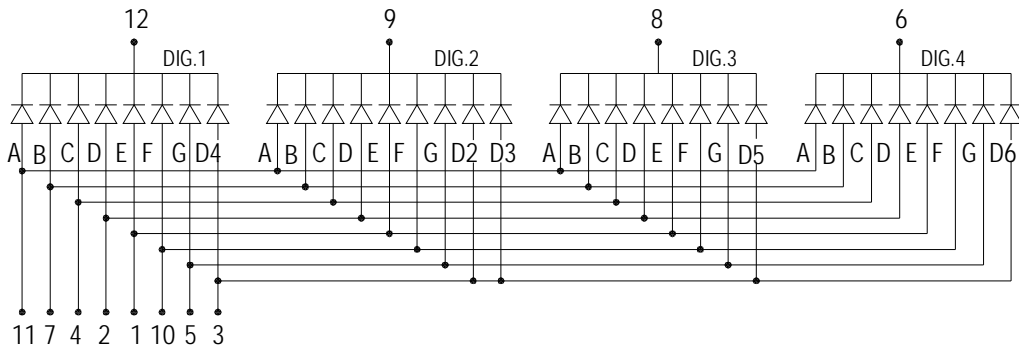 12 9 8 6
DIG.1 DIG.2 DIG.3 DIG.4
A B C D E F G D4 A B C D E F G D2 D3 A B C D E F G D5 A B C D E F G D6
11 7 4 2 1 10 5 3